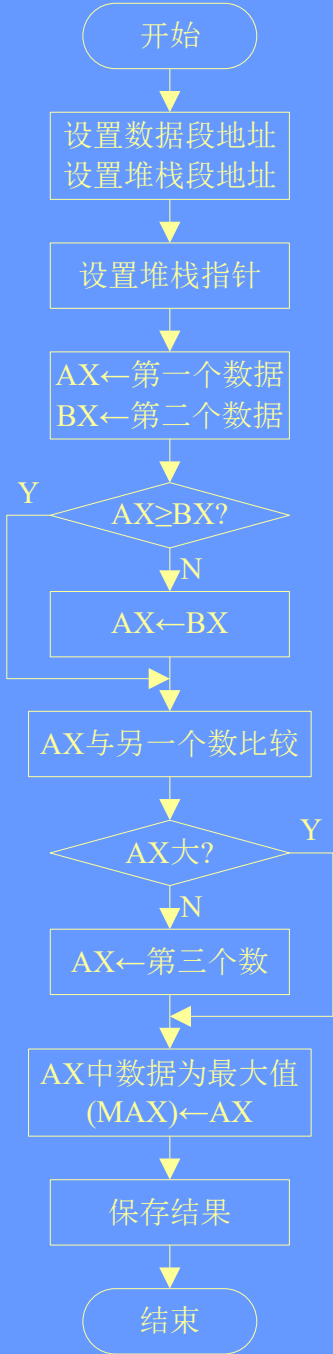 开始
设置数据段地址
设置堆栈段地址
设置堆栈指针
AX←第一个数据
BX←第二个数据
Y
AX≥BX?
N
AX←BX
AX与另一个数比较
Y
AX大?
N
AX←第三个数
AX中数据为最大值
(MAX)←AX
保存结果
结束